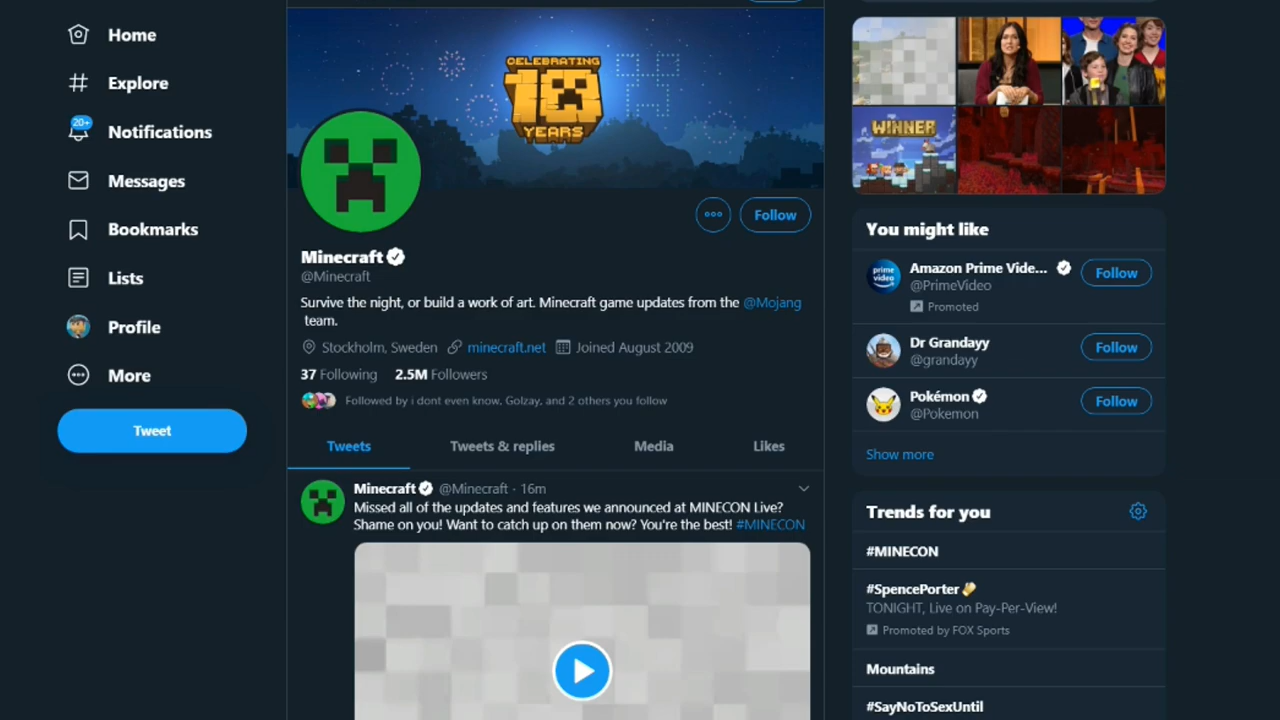 Home
Explore
20+
Notifications
Messages
Bookmarks
Lists
Profile
More
Tweet
CELEBRATING
10
YEARS
Follow
Minecraft
@Minecraft
Survive the night, or build a work of art. Minecraft game updates from the @Mojang
team.
Stockholm, Sweden minecraft.net Joined August 2009
37 Following 2.5M Followers
Followed by i dont even know, Golzay, and 2 others you follow
Tweets Tweets & replies Media Likes
Minecraft @Minecraft · 16m
Missed all of the updates and features we announced at MINECON Live?
Shame on you! Want to catch up on them now? You're the best! #MINECON
WINNER
You might like
prime
video
Amazon Prime Vide...
@PrimeVideo
Promoted
Follow
Dr Grandayy
@grandayy
Follow
Pokémon
@Pokemon
Follow
Show more
Trends for you
#MINECON
#SpencePorter
TONIGHT, Live on Pay-Per-View!
Promoted by FOX Sports
Mountains
#SayNoToSexUntil